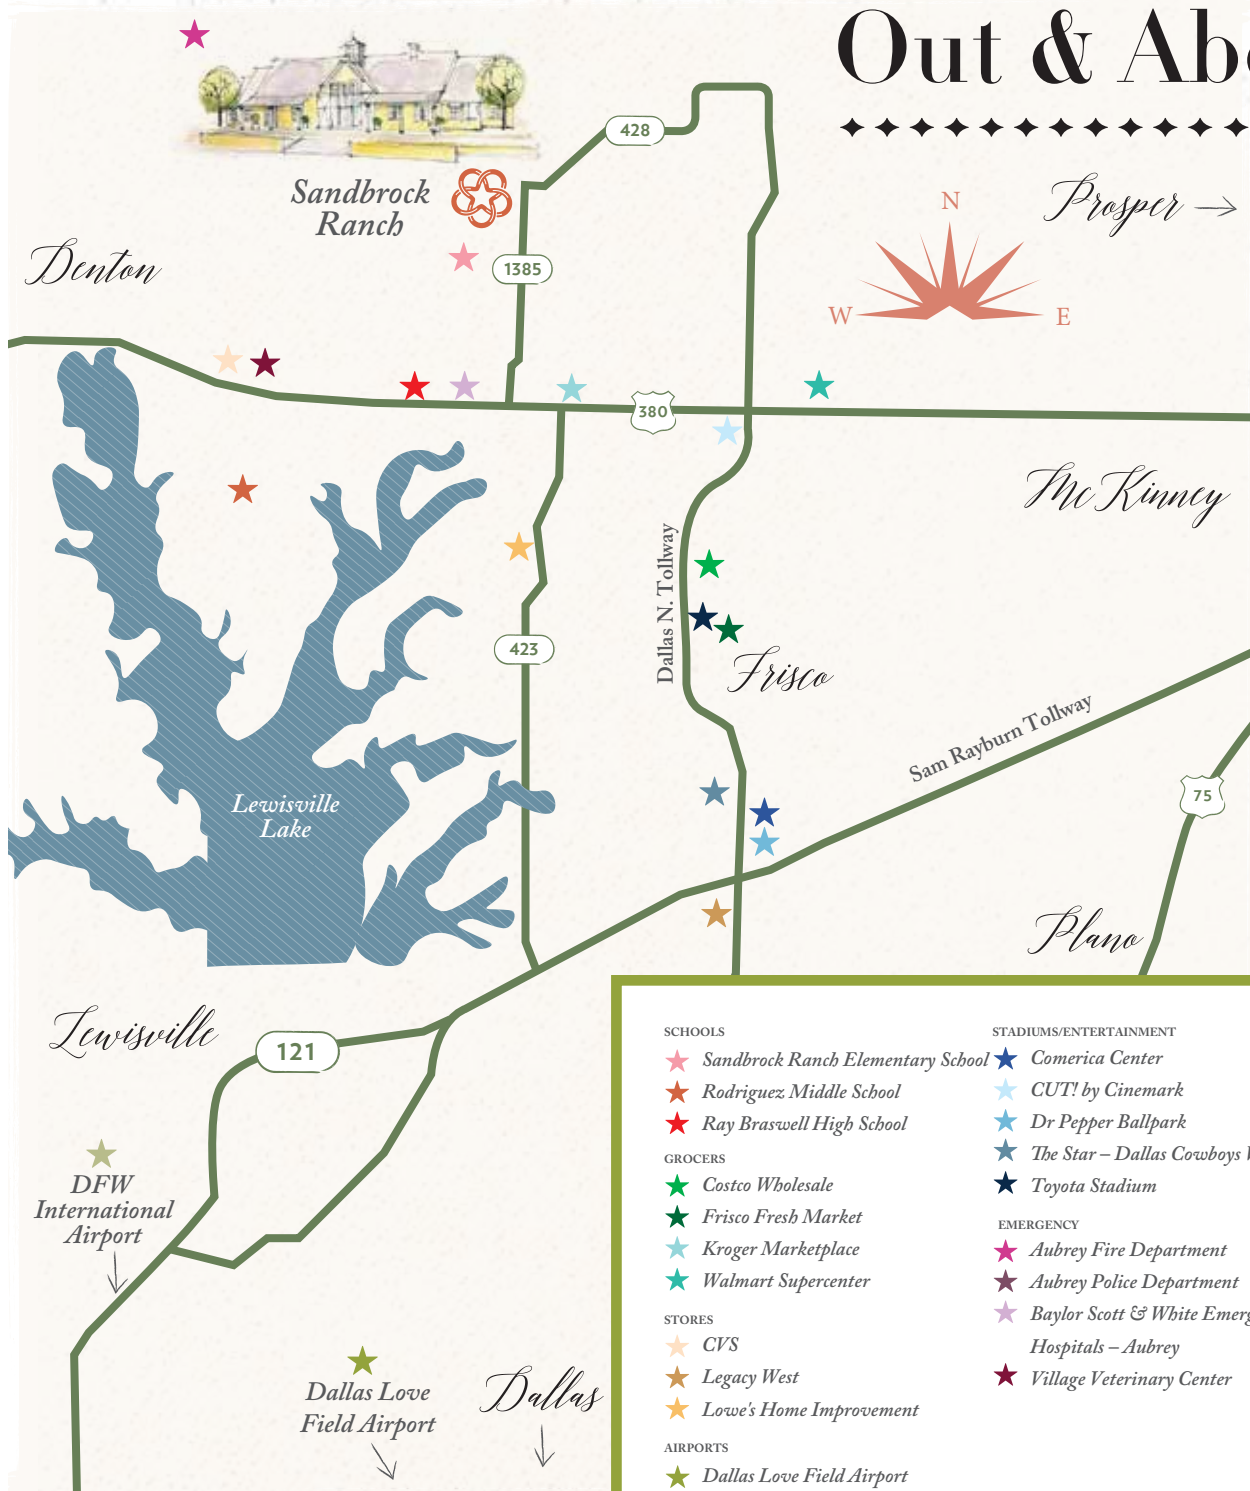 Out & Ab
428
Sandbrock
Ranch
Prosper
N
W
E
Denton
1385
380
McKinney
Dallas N. Tollway
423
Frisco
Sam Rayburn Tollway
Lewisville
Lake
75
Plano
Lewisville
121
DFW
International
Airport
Dallas Love
Field Airport
Dallas
SCHOOLS
Sandbrock Ranch Elementary School
Rodriguez Middle School
Ray Braswell High School
GROCERS
Costco Wholesale
Frisco Fresh Market
Kroger Marketplace
Walmart Supercenter
STORES
CVS
Legacy West
Lowe's Home Improvement
AIRPORTS
Dallas Love Field Airport
STADIUMS/ENTERTAINMENT
Comerica Center
CUT! by Cinemark
Dr Pepper Ballpark
The Star – Dallas Cowboys
Toyota Stadium
EMERGENCY
Aubrey Fire Department
Aubrey Police Department
Baylor Scott & White Emerg
Hospitals – Aubrey
Village Veterinary Center